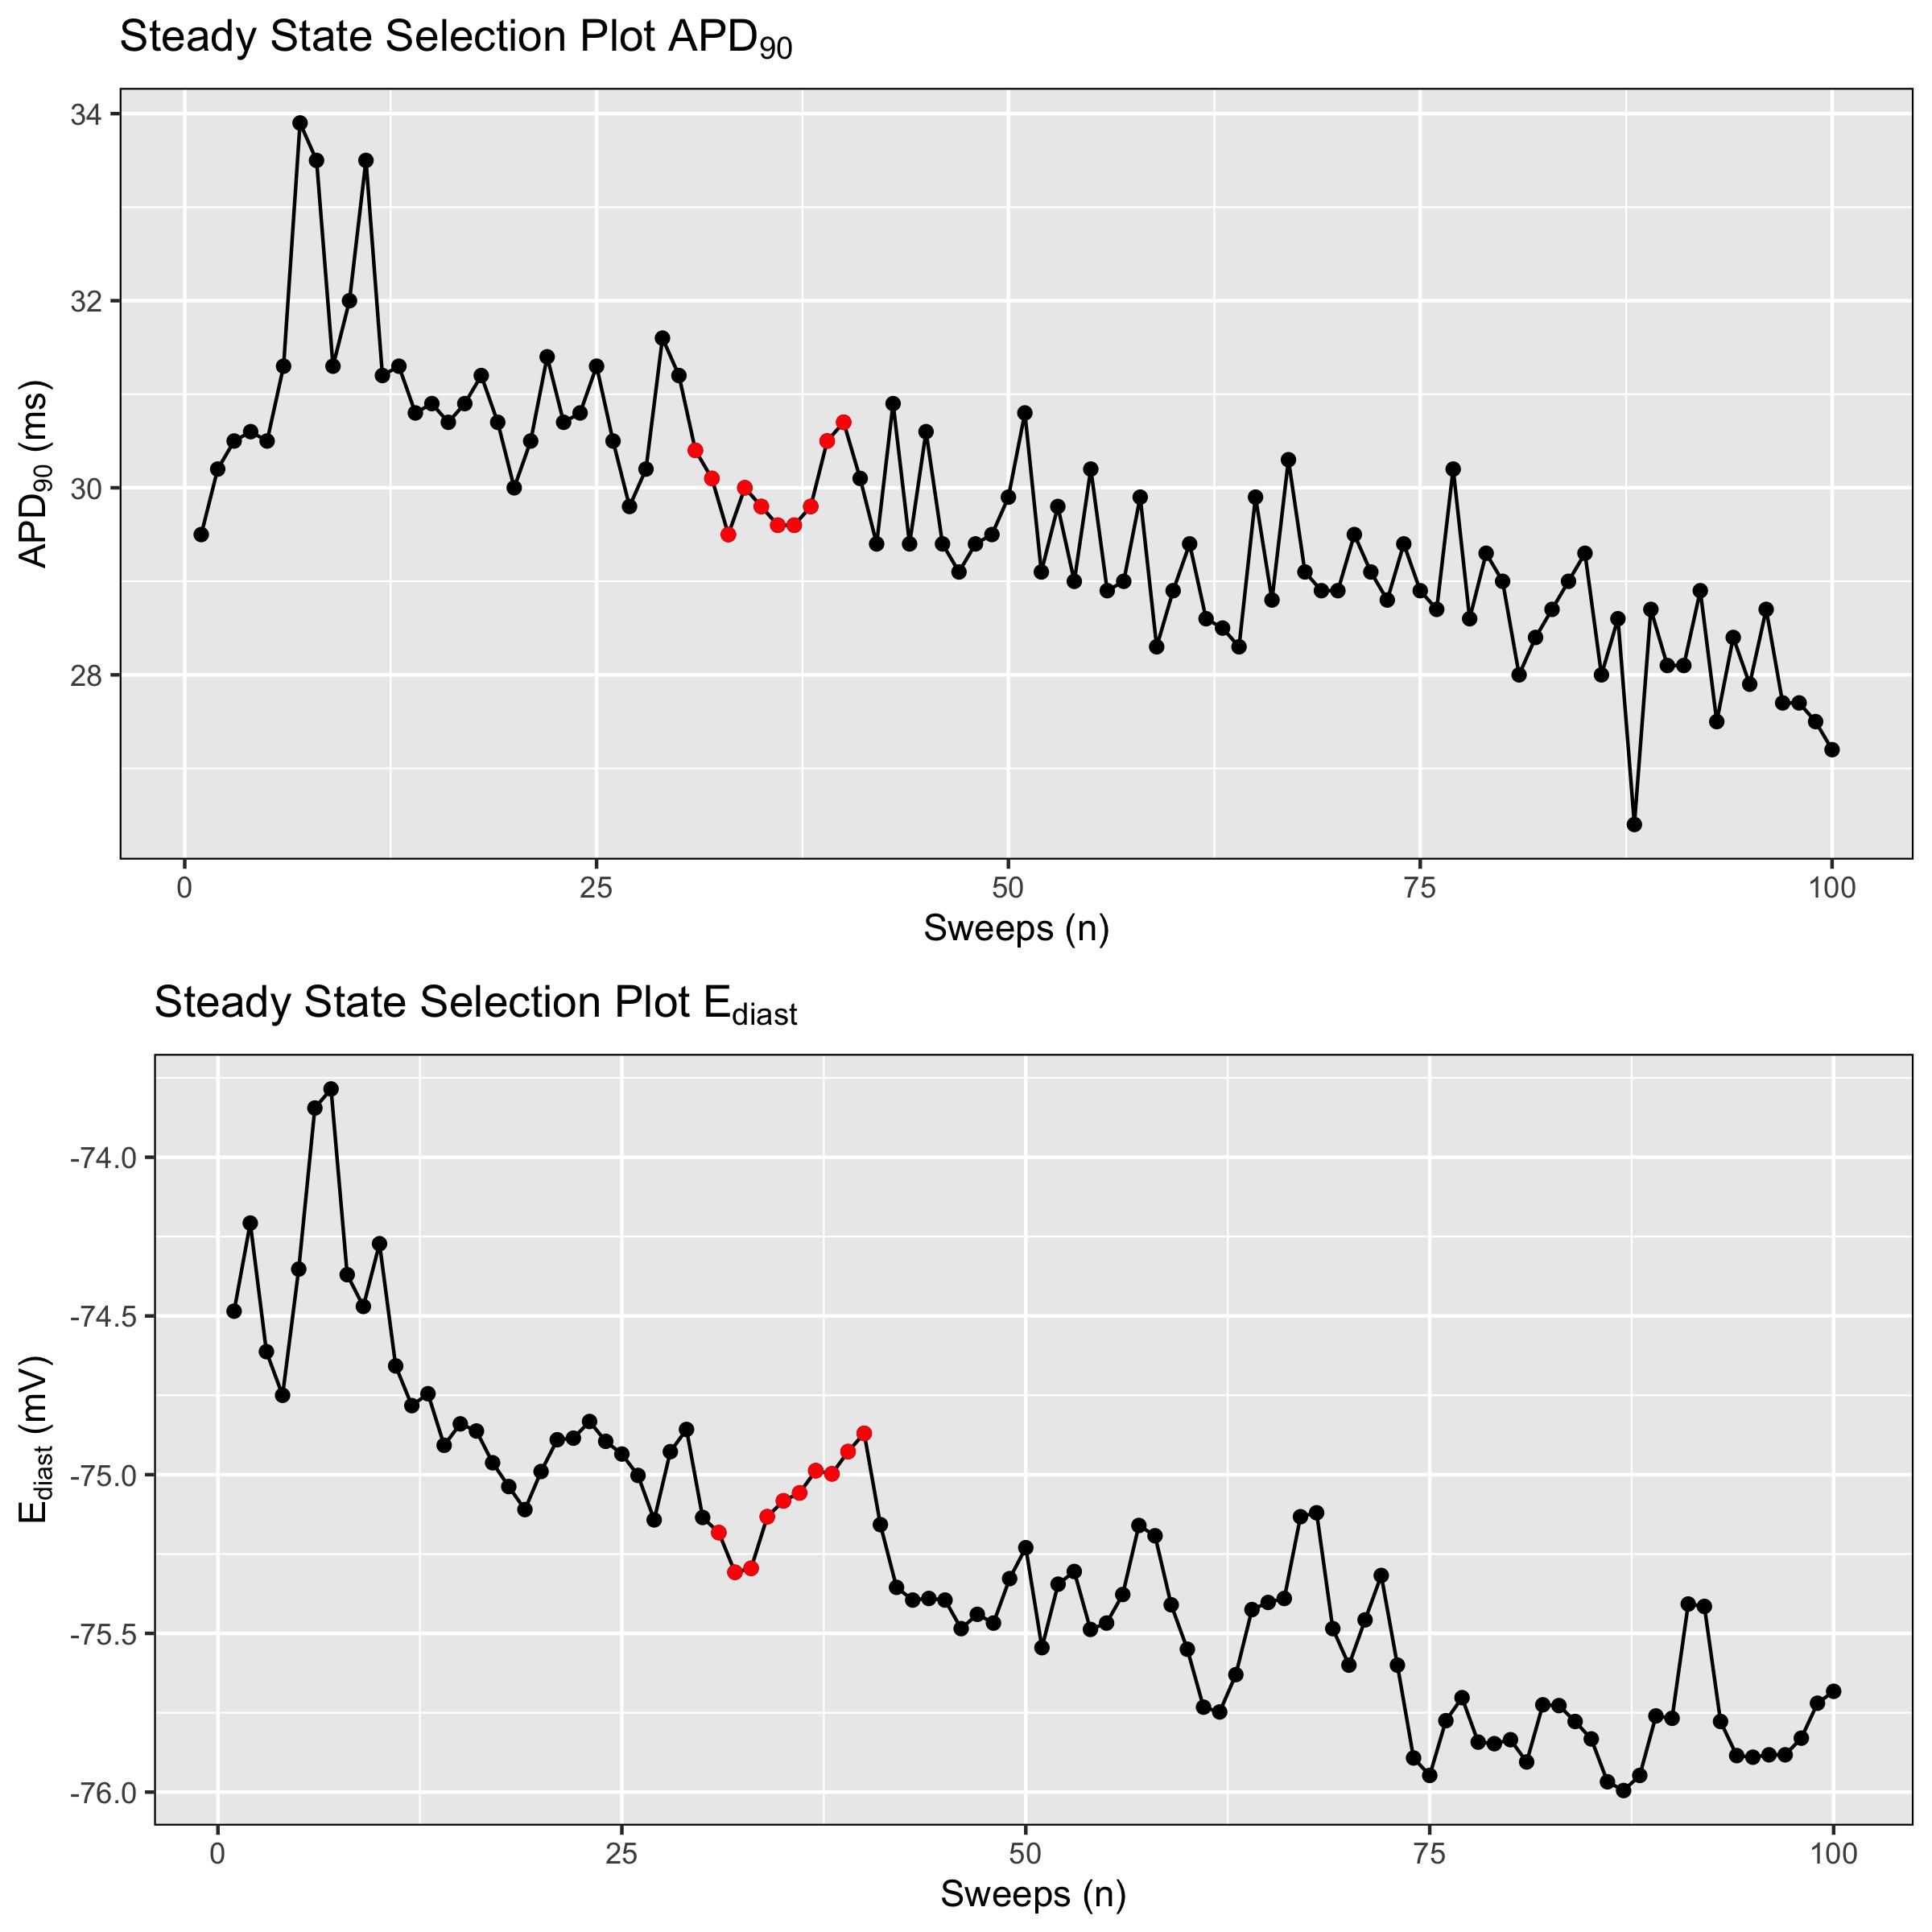 Steady State Selection Plot APD90
34
32
30
28
APD90 (ms)
0 25 50 75 100
Sweeps (n)
Steady State Selection Plot Ediast
-74.0
-74.5
-75.0
-75.5
-76.0
Ediast (mV)
0 25 50 75 100
Sweeps (n)